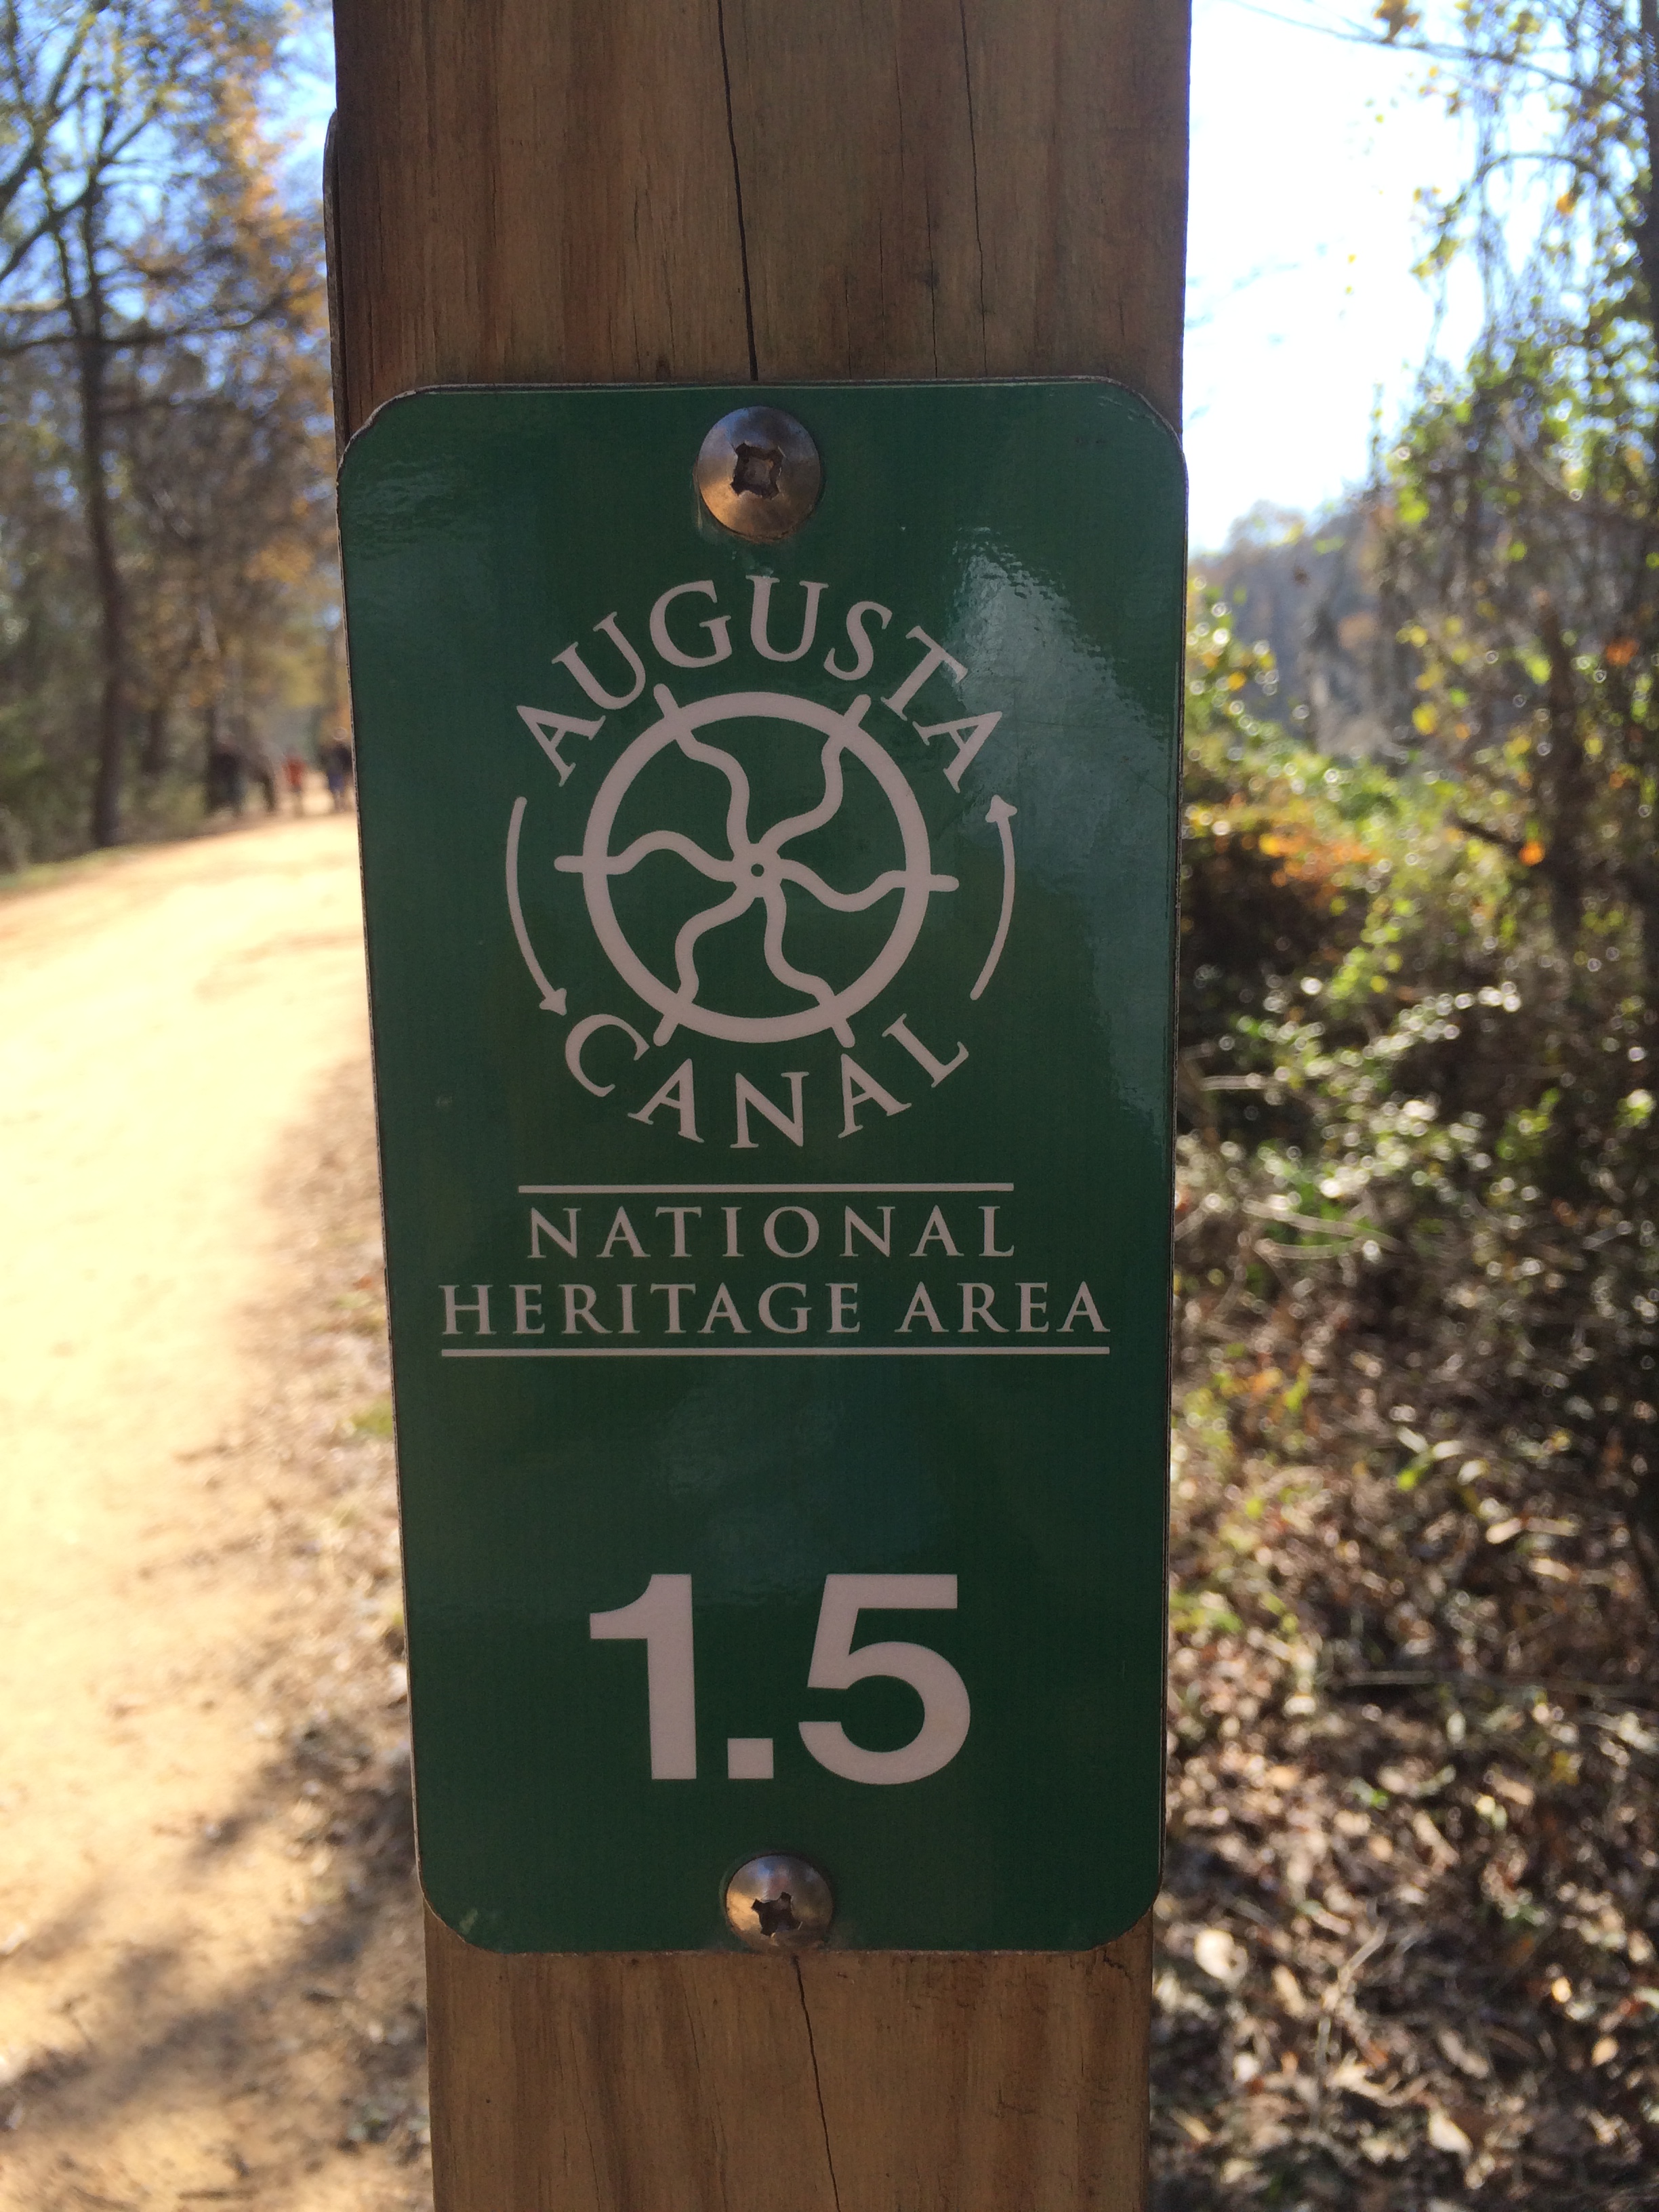 AUGUSTA
CANAL
NATIONAL
HERITAGE AREA
1.5